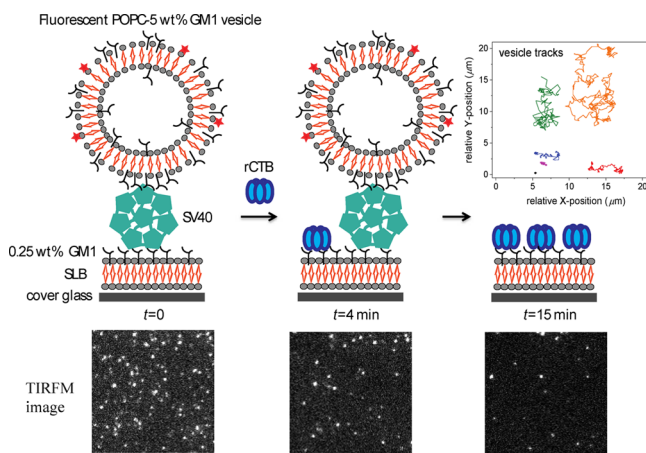 Fluorescent POPC-5 wt% GM1 vesicle
vesicle tracks
relative Y-position (μm)
20
15
10
5
0
0 5 10 15 20
relative X-position (μm)
rCTB
SV40
0.25 wt% GM1
SLB
cover glass
t=0
t=4 min
t=15 min
TIRFM
image